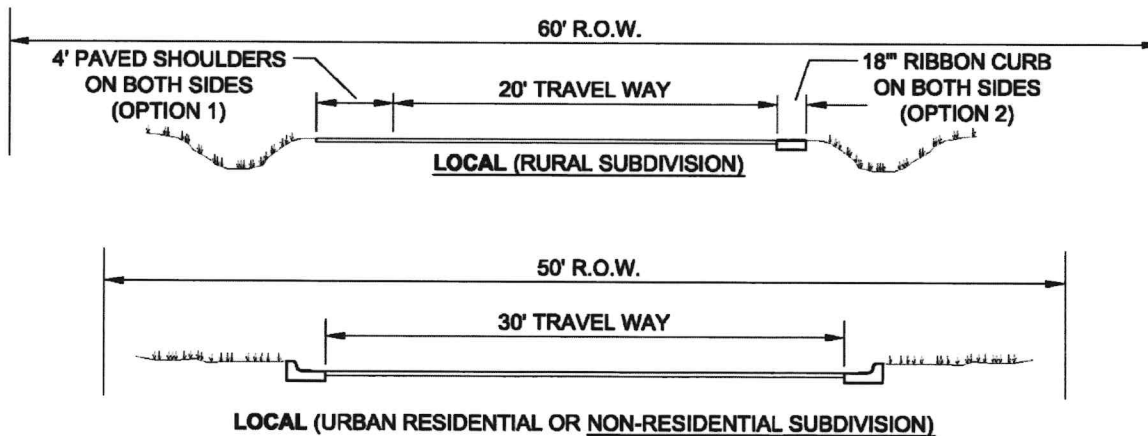 60' R.O.W.
4' PAVED SHOULDERS
ON BOTH SIDES
(OPTION 1)
20' TRAVEL WAY
18'" RIBBON CURB
ON BOTH SIDES
(OPTION 2)
LOCAL (RURAL SUBDIVISION)
50' R.O.W.
30' TRAVEL WAY
LOCAL (URBAN RESIDENTIAL OR NON-RESIDENTIAL SUBDIVISION)